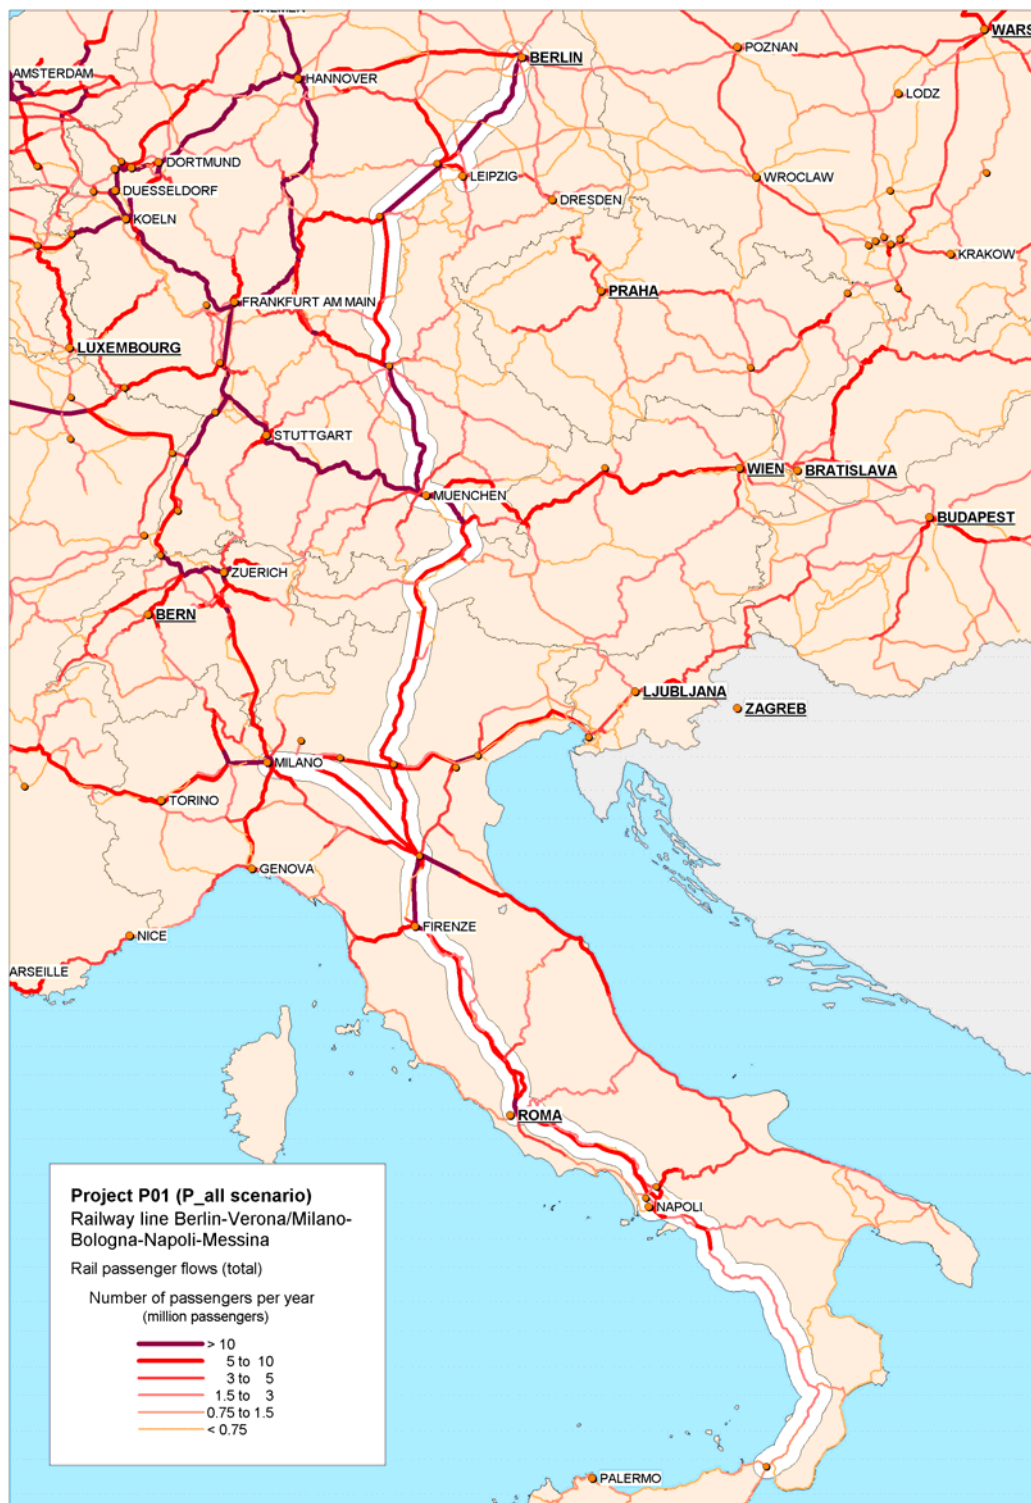 BERLIN
POZNAN
WARS
AMSTERDAM
HANNOVER
LODZ
DORTMUND
LEIPZIG
WROCLAW
DUESSELDORF
DRESDEN
KOELN
KRAKOW
PRAHA
FRANKFURT AM MAIN
LUXEMBOURG
STUTTGART
WIEN
BRATISLAVA
MUENCHEN
BUDAPEST
ZUERICH
BERN
LJUBLJANA
ZAGREB
MILANO
TORINO
GENOVA
FIRENZE
NICE
ARSEILLE
ROMA
NAPOLI
PALERMO
Project P01 (P_all scenario)
Railway line Berlin-Verona/Milano-
Bologna-Napoli-Messina
Rail passenger flows (total)
Number of passengers per year
(million passengers)
> 10
5 to 10
3 to 5
1.5 to 3
0.75 to 1.5
< 0.75